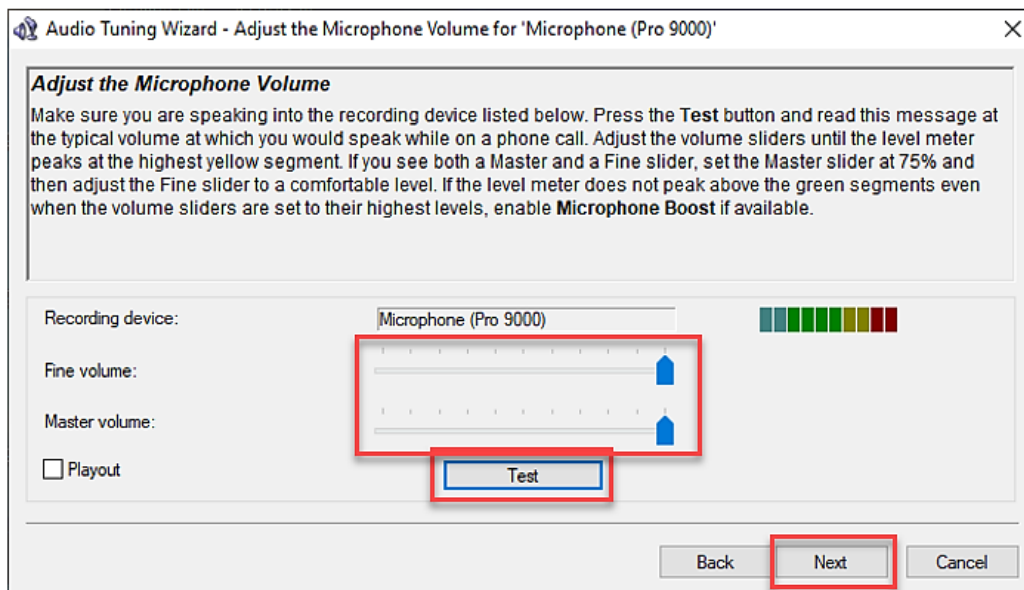 Audio Tuning Wizard - Adjust the Microphone Volume for 'Microphone (Pro 9000)'
Adjust the Microphone Volume
Make sure you are speaking into the recording device listed below. Press the Test button and read this message at
the typical volume at which you would speak while on a phone call. Adjust the volume sliders until the level meter
peaks at the highest yellow segment. If you see both a Master and a Fine slider, set the Master slider at 75% and
then adjust the Fine slider to a comfortable level. If the level meter does not peak above the green segments even
when the volume sliders are set to their highest levels, enable Microphone Boost if available.
Recording device:
Microphone (Pro 9000)
Fine volume:
Master volume:
Playout
Test
Back
Next
Cancel